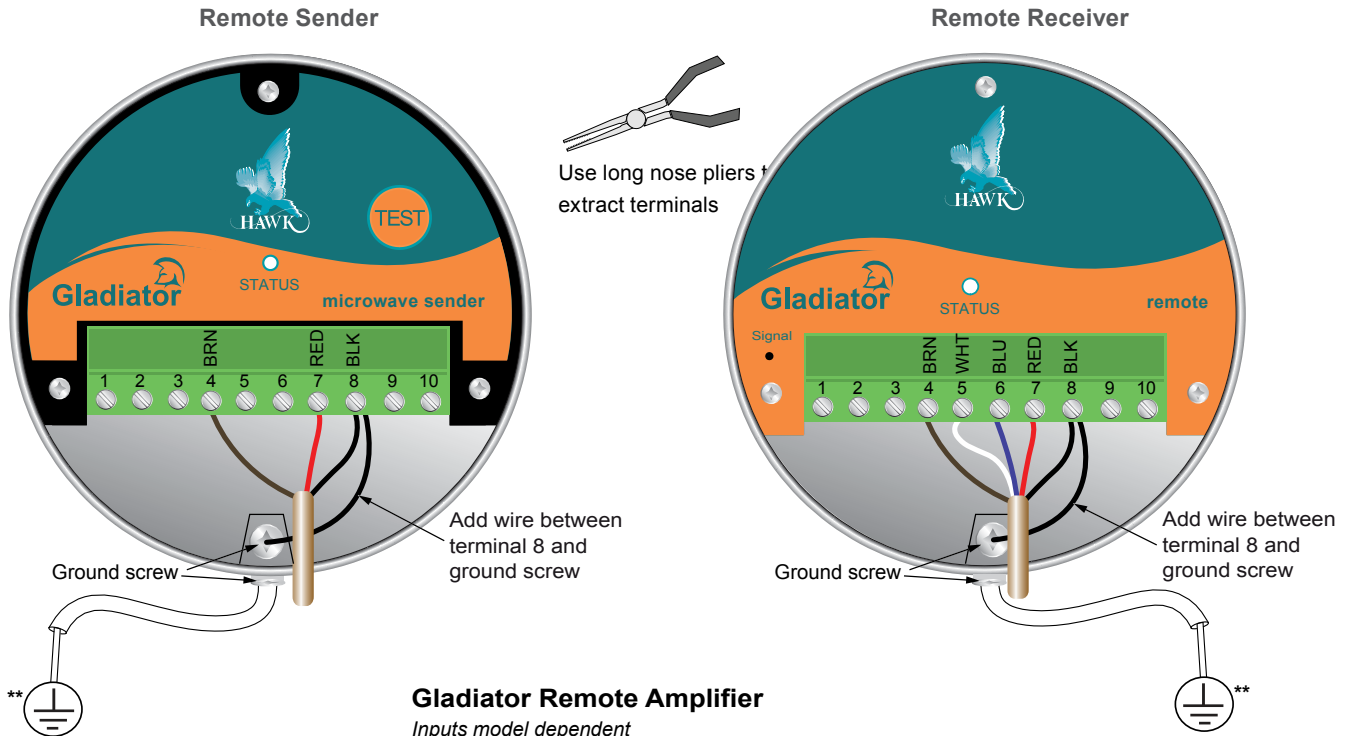 Remote Sender
Remote Receiver
Use long nose pliers t
extract terminals
HAWK
TEST
STATUS
Gladiator
microwave sender
BRN RED BLK
1 2 3 4 5 6 7 8 9 10
Add wire between
terminal 8 and
ground screw
Ground screw
**
HAWK
STATUS
Gladiator
remote
Signal
BRN WHT BLU RED BLK
1 2 3 4 5 6 7 8 9 10
Add wire between
terminal 8 and
ground screw
Ground screw
**
Gladiator Remote Amplifier
Inputs model dependent